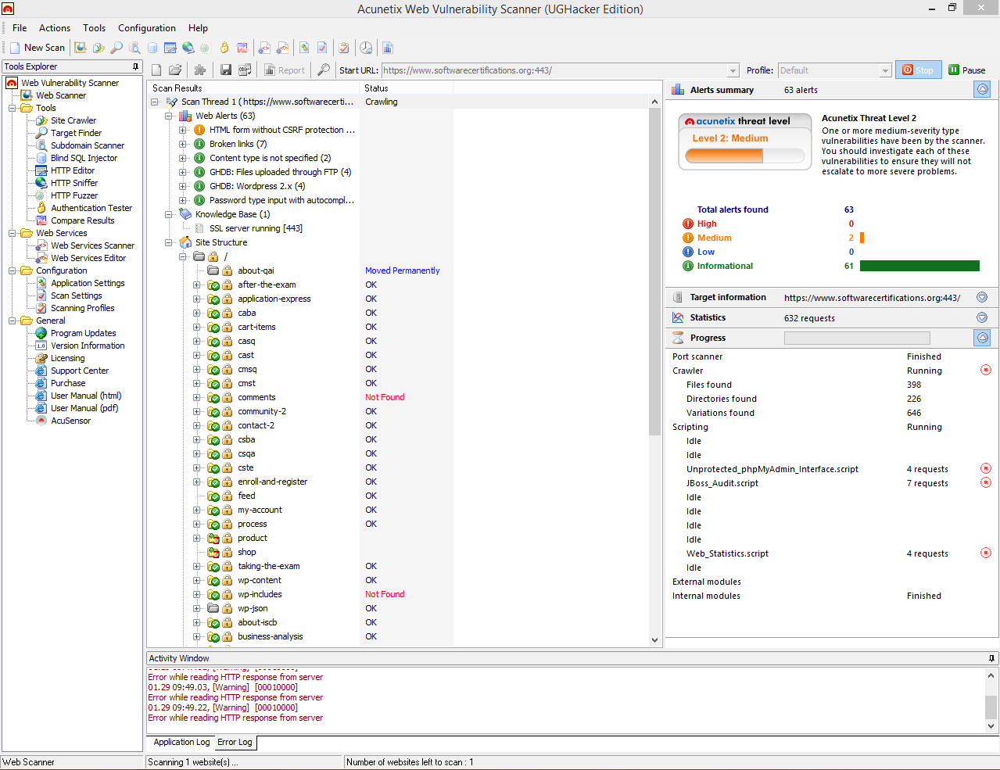 Acunetix Web Vulnerability Scanner (UGHacker Edition)
File Actions Tools Configuration Help
New Scan
Tools Explorer
Web Vulnerability Scanner
Web Scanner
Tools
Site Crawler
Target Finder
Subdomain Scanner
Blind SQL Injector
HTTP Editor
HTTP Sniffer
HTTP Fuzzer
Authentication Tester
Compare Results
Web Services
Web Services Scanner
Web Services Editor
Configuration
Application Settings
Scan Settings
Scanning Profiles
General
Program Updates
1.0 Version Information
Licensing
Support Center
Purchase
User Manual (html)
User Manual (pdf)
AcuSensor
Report Start URL: https://www.softwarecertifications.org:443/ Profile: Default Stop Pause
Scan Results Status
Scan Thread 1 ( https://www.softwarecerti... Crawling
Web Alerts (63)
HTML form without CSRF protection ...
Broken links (7)
Content type is not specified (2)
GHDB: Files uploaded through FTP (4)
GHDB: Wordpress 2.x (4)
Password type input with autocompl...
Knowledge Base (1)
SSL server running [443]
Site Structure
/
about-qai Moved Permanently
after-the-exam OK
application-express OK
caba OK
cart-items OK
casq OK
cast OK
cmsq OK
cmst OK
comments Not Found
community-2 OK
contact-2 OK
csba OK
csqa OK
cste OK
enroll-and-register OK
feed OK
my-account OK
process OK
product
shop
taking-the-exam OK
wp-content OK
wp-includes Not Found
wp-json OK
about-iscb OK
business-analysis OK
Alerts summary 63 alerts
acunetix threat level
Level 2: Medium
Acunetix Threat Level 2
One or more medium-severity type
vulnerabilities have been by the scanner.
You should investigate each of these
vulnerabilities to ensure they will not
escalate to more severe problems.
Total alerts found 63
High 0
Medium 2
Low 0
Informational 61
Target information https://www.softwarecertifications.org:443/
Statistics 632 requests
Progress
Port scanner Finished
Crawler Running
Files found 398
Directories found 226
Variations found 646
Scripting Running
Idle
Idle
Unprotected_phpMyAdmin_Interface.script 4 requests
JBoss_Audit.script 7 requests
Idle
Idle
Idle
Idle
Web_Statistics.script 4 requests
Idle
External modules
Internal modules Finished
Activity Window
Error while reading HTTP response from server
01.29 09:49.03, [Warning] [00010000]
Error while reading HTTP response from server
01.29 09:49.22, [Warning] [00010000]
Error while reading HTTP response from server
Application Log Error Log
Web Scanner Scanning 1 website(s) ... Number of websites left to scan : 1